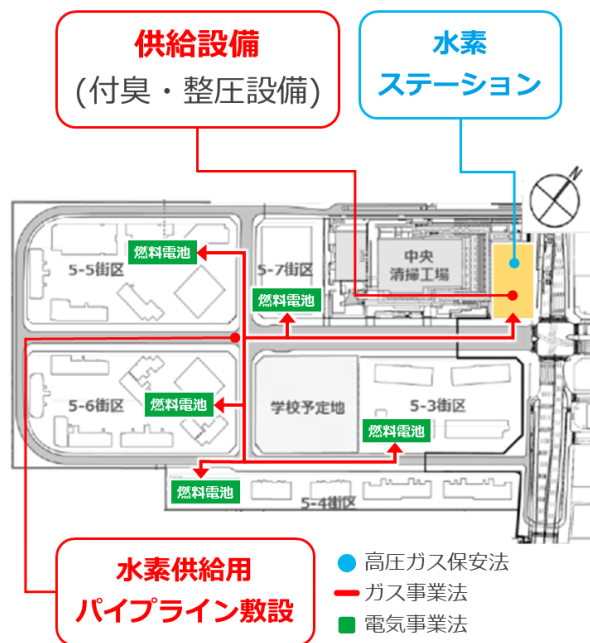 供給設備
(付臭・整圧設備)
水素
ステーション
N
燃料電池
5-5街区
5-7街区
燃料電池
中央
清掃工場
5-6街区
燃料電池
学校予定地
5-3街区
燃料電池
燃料電池
5-4街区
水素供給用
パイプライン敷設
高圧ガス保安法
ガス事業法
電気事業法